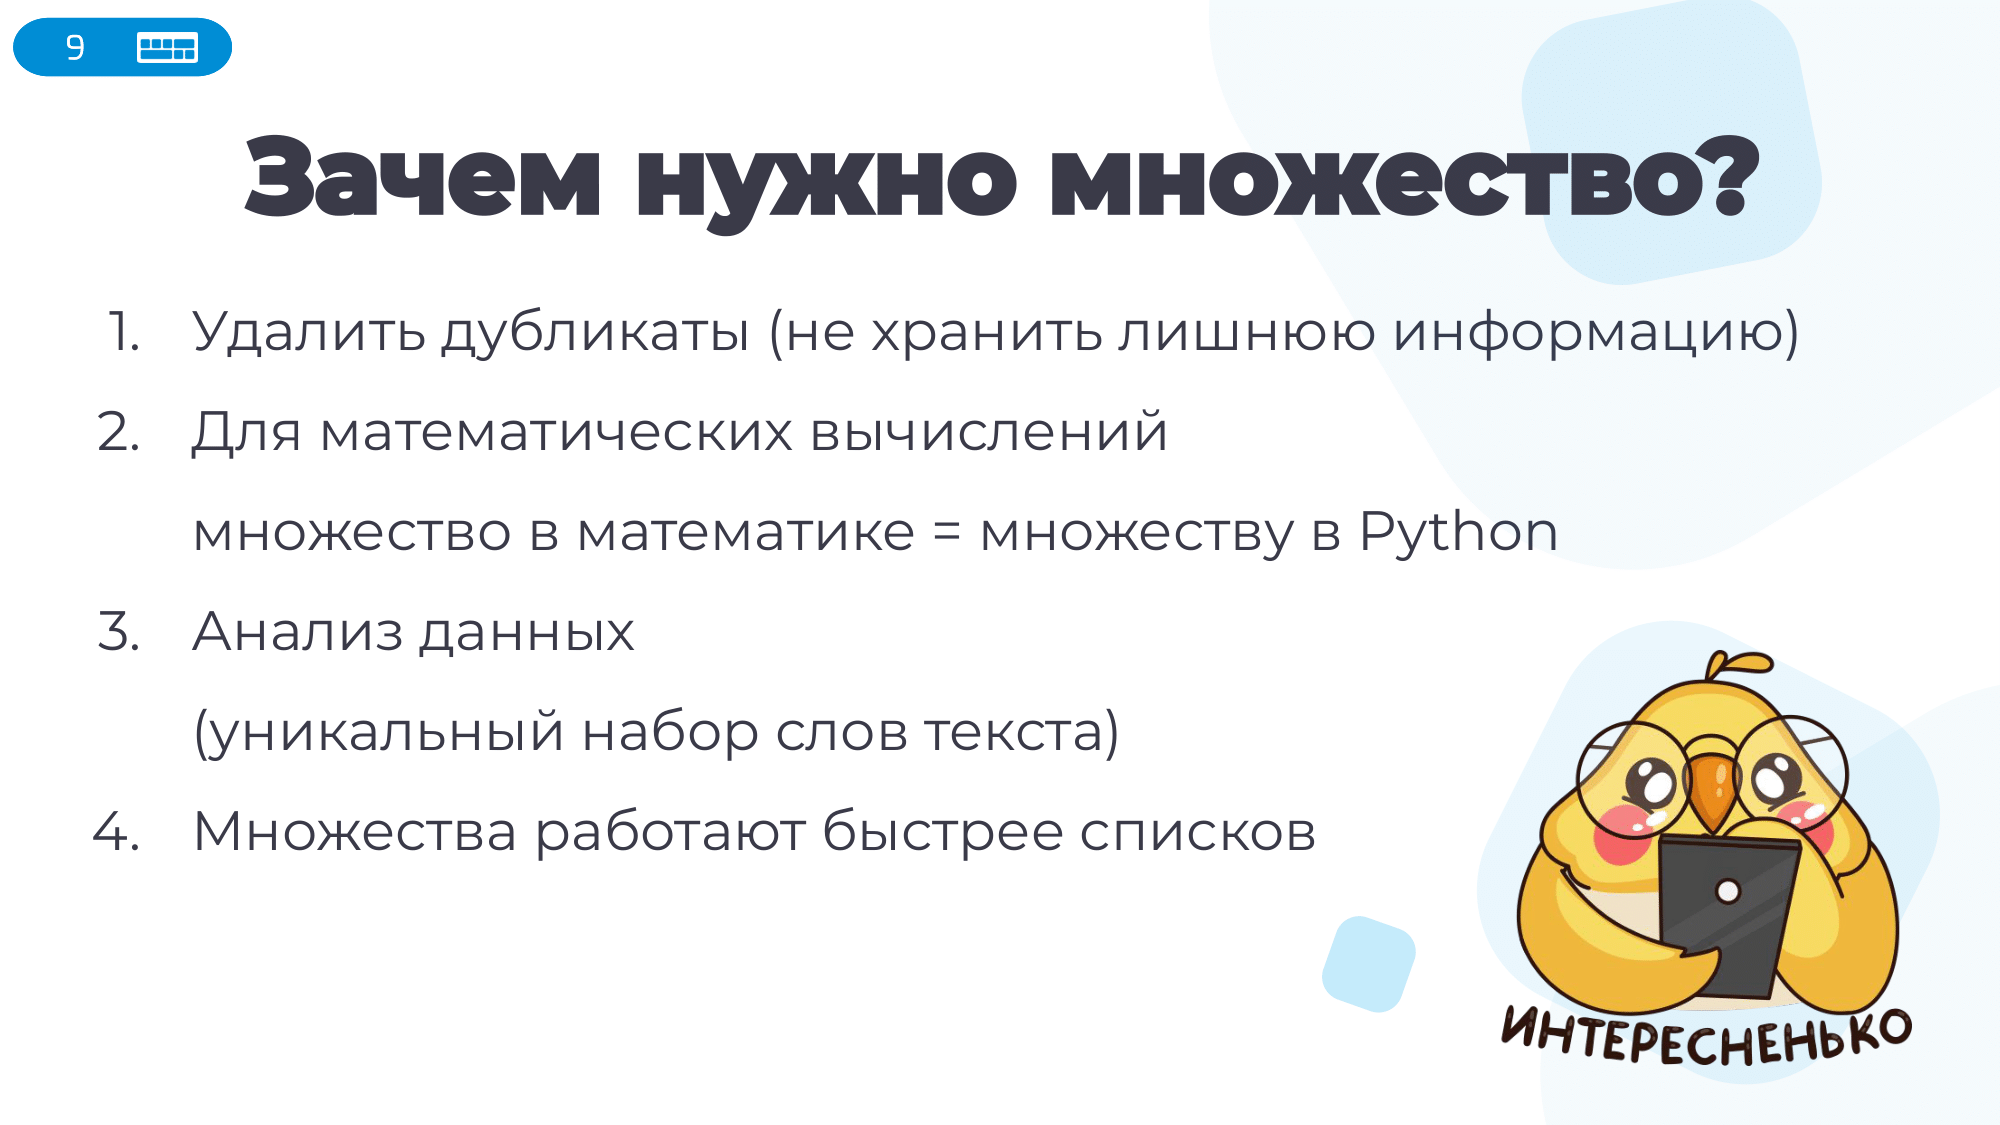 9
Зачем нужно множество?
1. Удалить дубликаты (не хранить лишнюю информацию)
2. Для математических вычислений
множество в математике = множеству в Python
3. Анализ данных
(уникальный набор слов текста)
4. Множества работают быстрее списков
ИНТЕРЕСНЕНЬКО